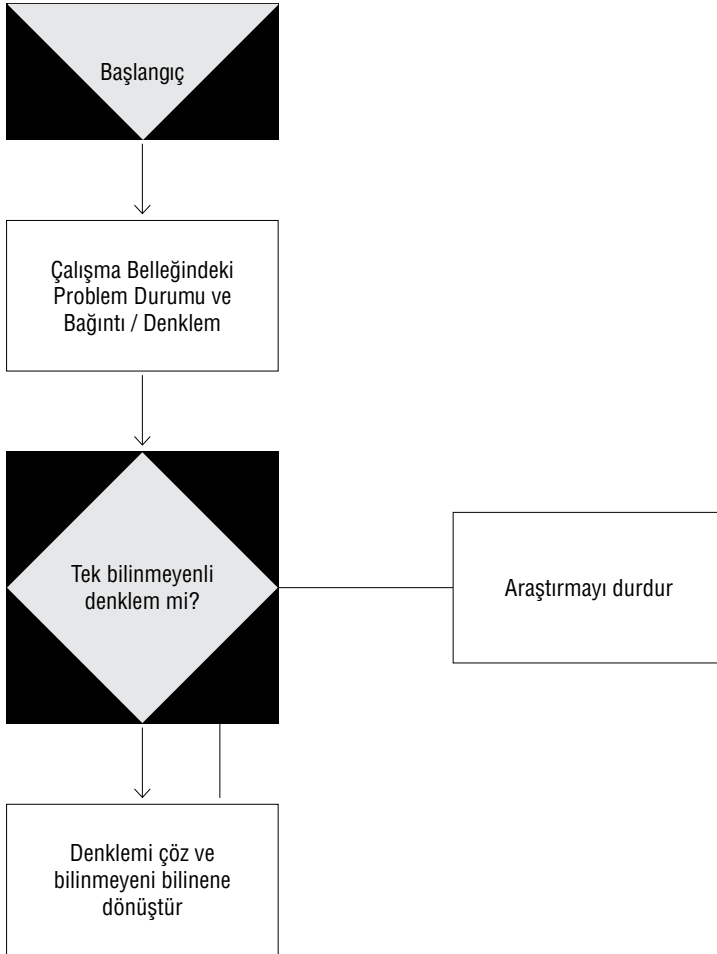 Başlangıç
Çalışma Belleğindeki
Problem Durumu ve
Bağıntı / Denklem
Tek bilinmeyenli
denklem mi?
Araştırmayı durdur
Denklemi çöz ve
bilinmeyeni bilinene
dönüştür